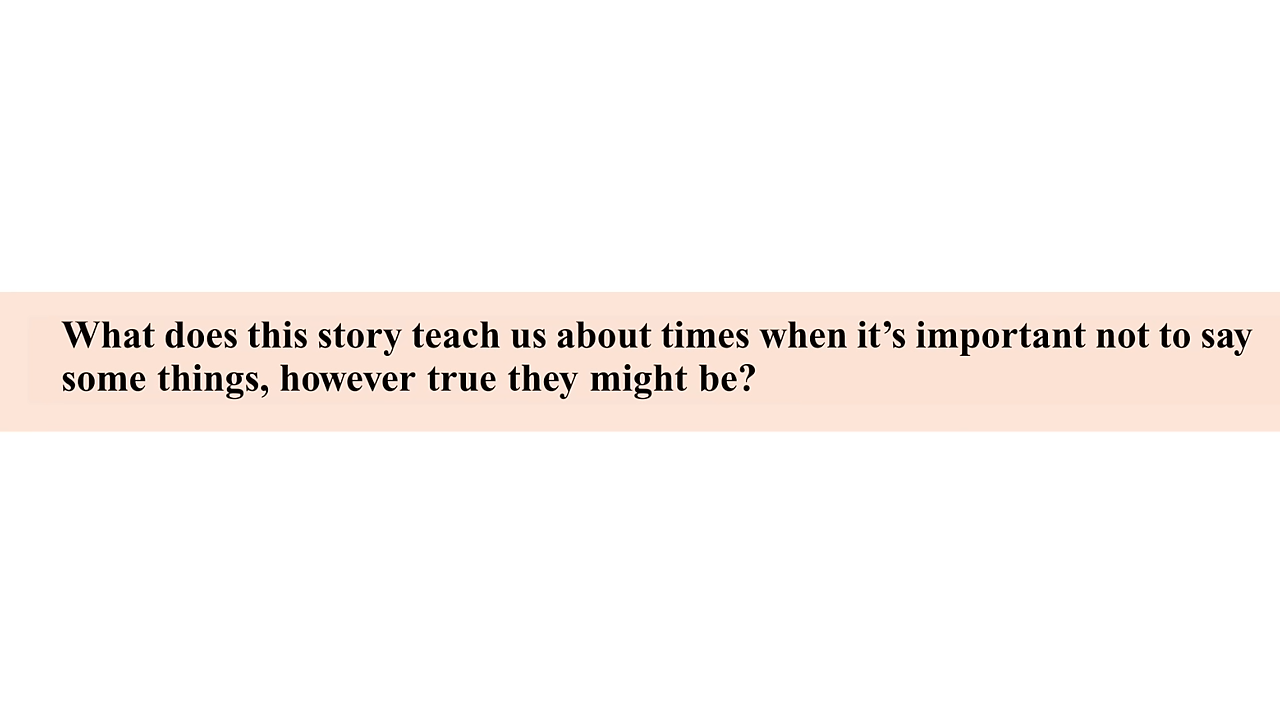 What does this story teach us about times when it’s important not to say
some things, however true they might be?